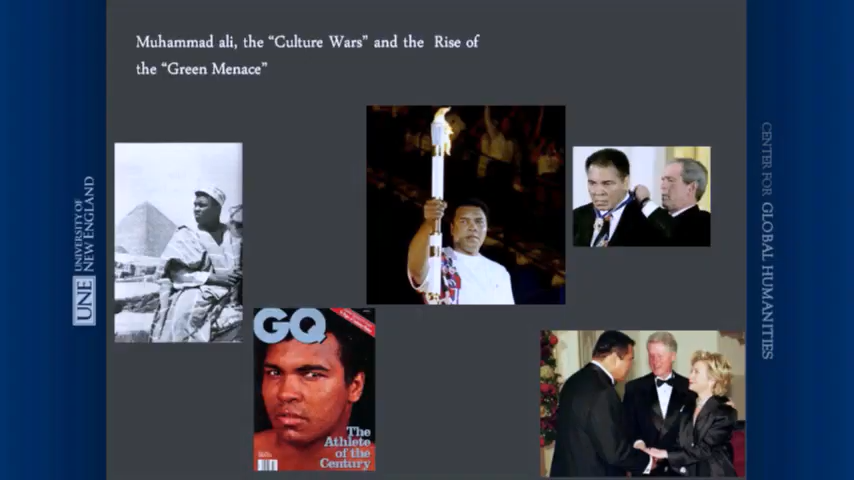 Muhammad ali, the “Culture Wars” and the Rise of
the “Green Menace”
UNE
UNIVERSITY OF
NEW ENGLAND
GQ
The
Athlete
of the
Century
CENTER FOR GLOBAL HUMANITIES